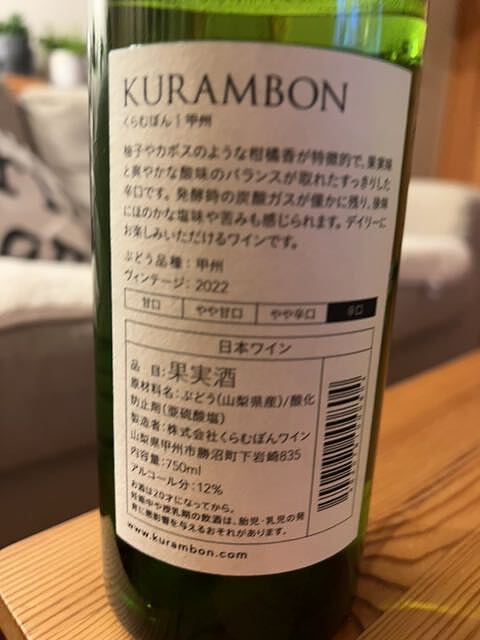 KURAMBON
くらむぼん | 甲州
柚子やカボスのような柑橘香が特徴的で、果実味
と爽やかな酸味のバランスが取れたすっきりした
辛口です。発酵時の炭酸ガスが僅かに残り、後味
にほのかな塩味や苦みも感じられます。デイリーに
お楽しみいただけるワインです。
ぶどう品種：甲州
ヴィンテージ：2022
甘口 やや甘口 やや辛口 辛口
日本ワイン
品 目：果実酒
原材料名：ぶどう(山梨県産)/酸化
防止剤(亜硫酸塩)
製造者：株式会社くらむぼんワイン
山梨県甲州市勝沼町下岩崎835
内容量：750ml
アルコール分：12%
お酒は20才になってから。
妊娠中や授乳期の飲酒は、胎児・乳児の発
育に悪影響を与えるおそれがあります。
www.kurambon.com